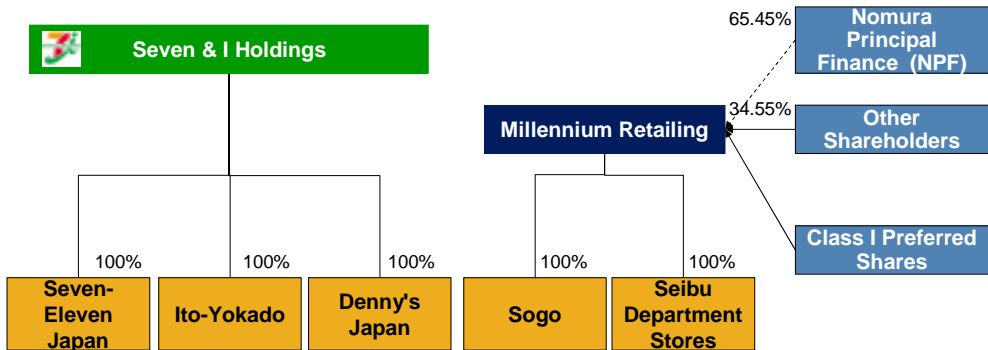 Seven & I Holdings
65.45%
Nomura
Principal
Finance (NPF)
Millennium Retailing
34.55%
Other
Shareholders
Class I Preferred
Shares
100%
100%
100%
100%
100%
Seven-
Eleven
Japan
Ito-Yokado
Denny's
Japan
Sogo
Seibu
Department
Stores